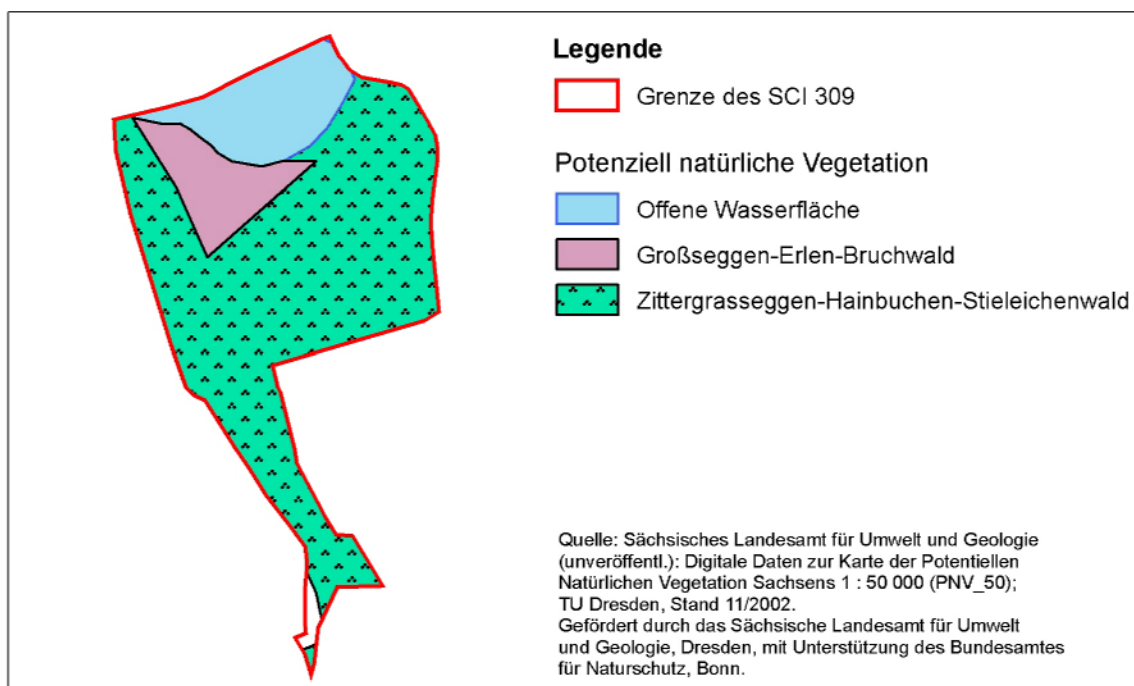 Legende
Grenze des SCI 309
Potenziell natürliche Vegetation
Offene Wasserfläche
Großseggen-Erlen-Bruchwald
Zittergrasseggen-Hainbuchen-Stieleichenwald
Quelle: Sächsisches Landesamt für Umwelt und Geologie
(unveröffentl.): Digitale Daten zur Karte der Potentiellen
Natürlichen Vegetation Sachsens 1 : 50 000 (PNV_50);
TU Dresden, Stand 11/2002.
Gefördert durch das Sächsische Landesamt für Umwelt
und Geologie, Dresden, mit Unterstützung des Bundesamtes
für Naturschutz, Bonn.